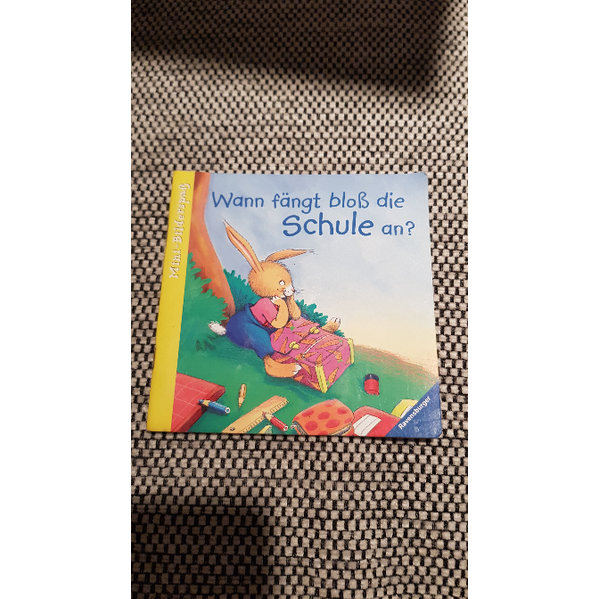 Wann fängt bloß die
Schule an?
Mini-Bilderspaß
Ravensburger